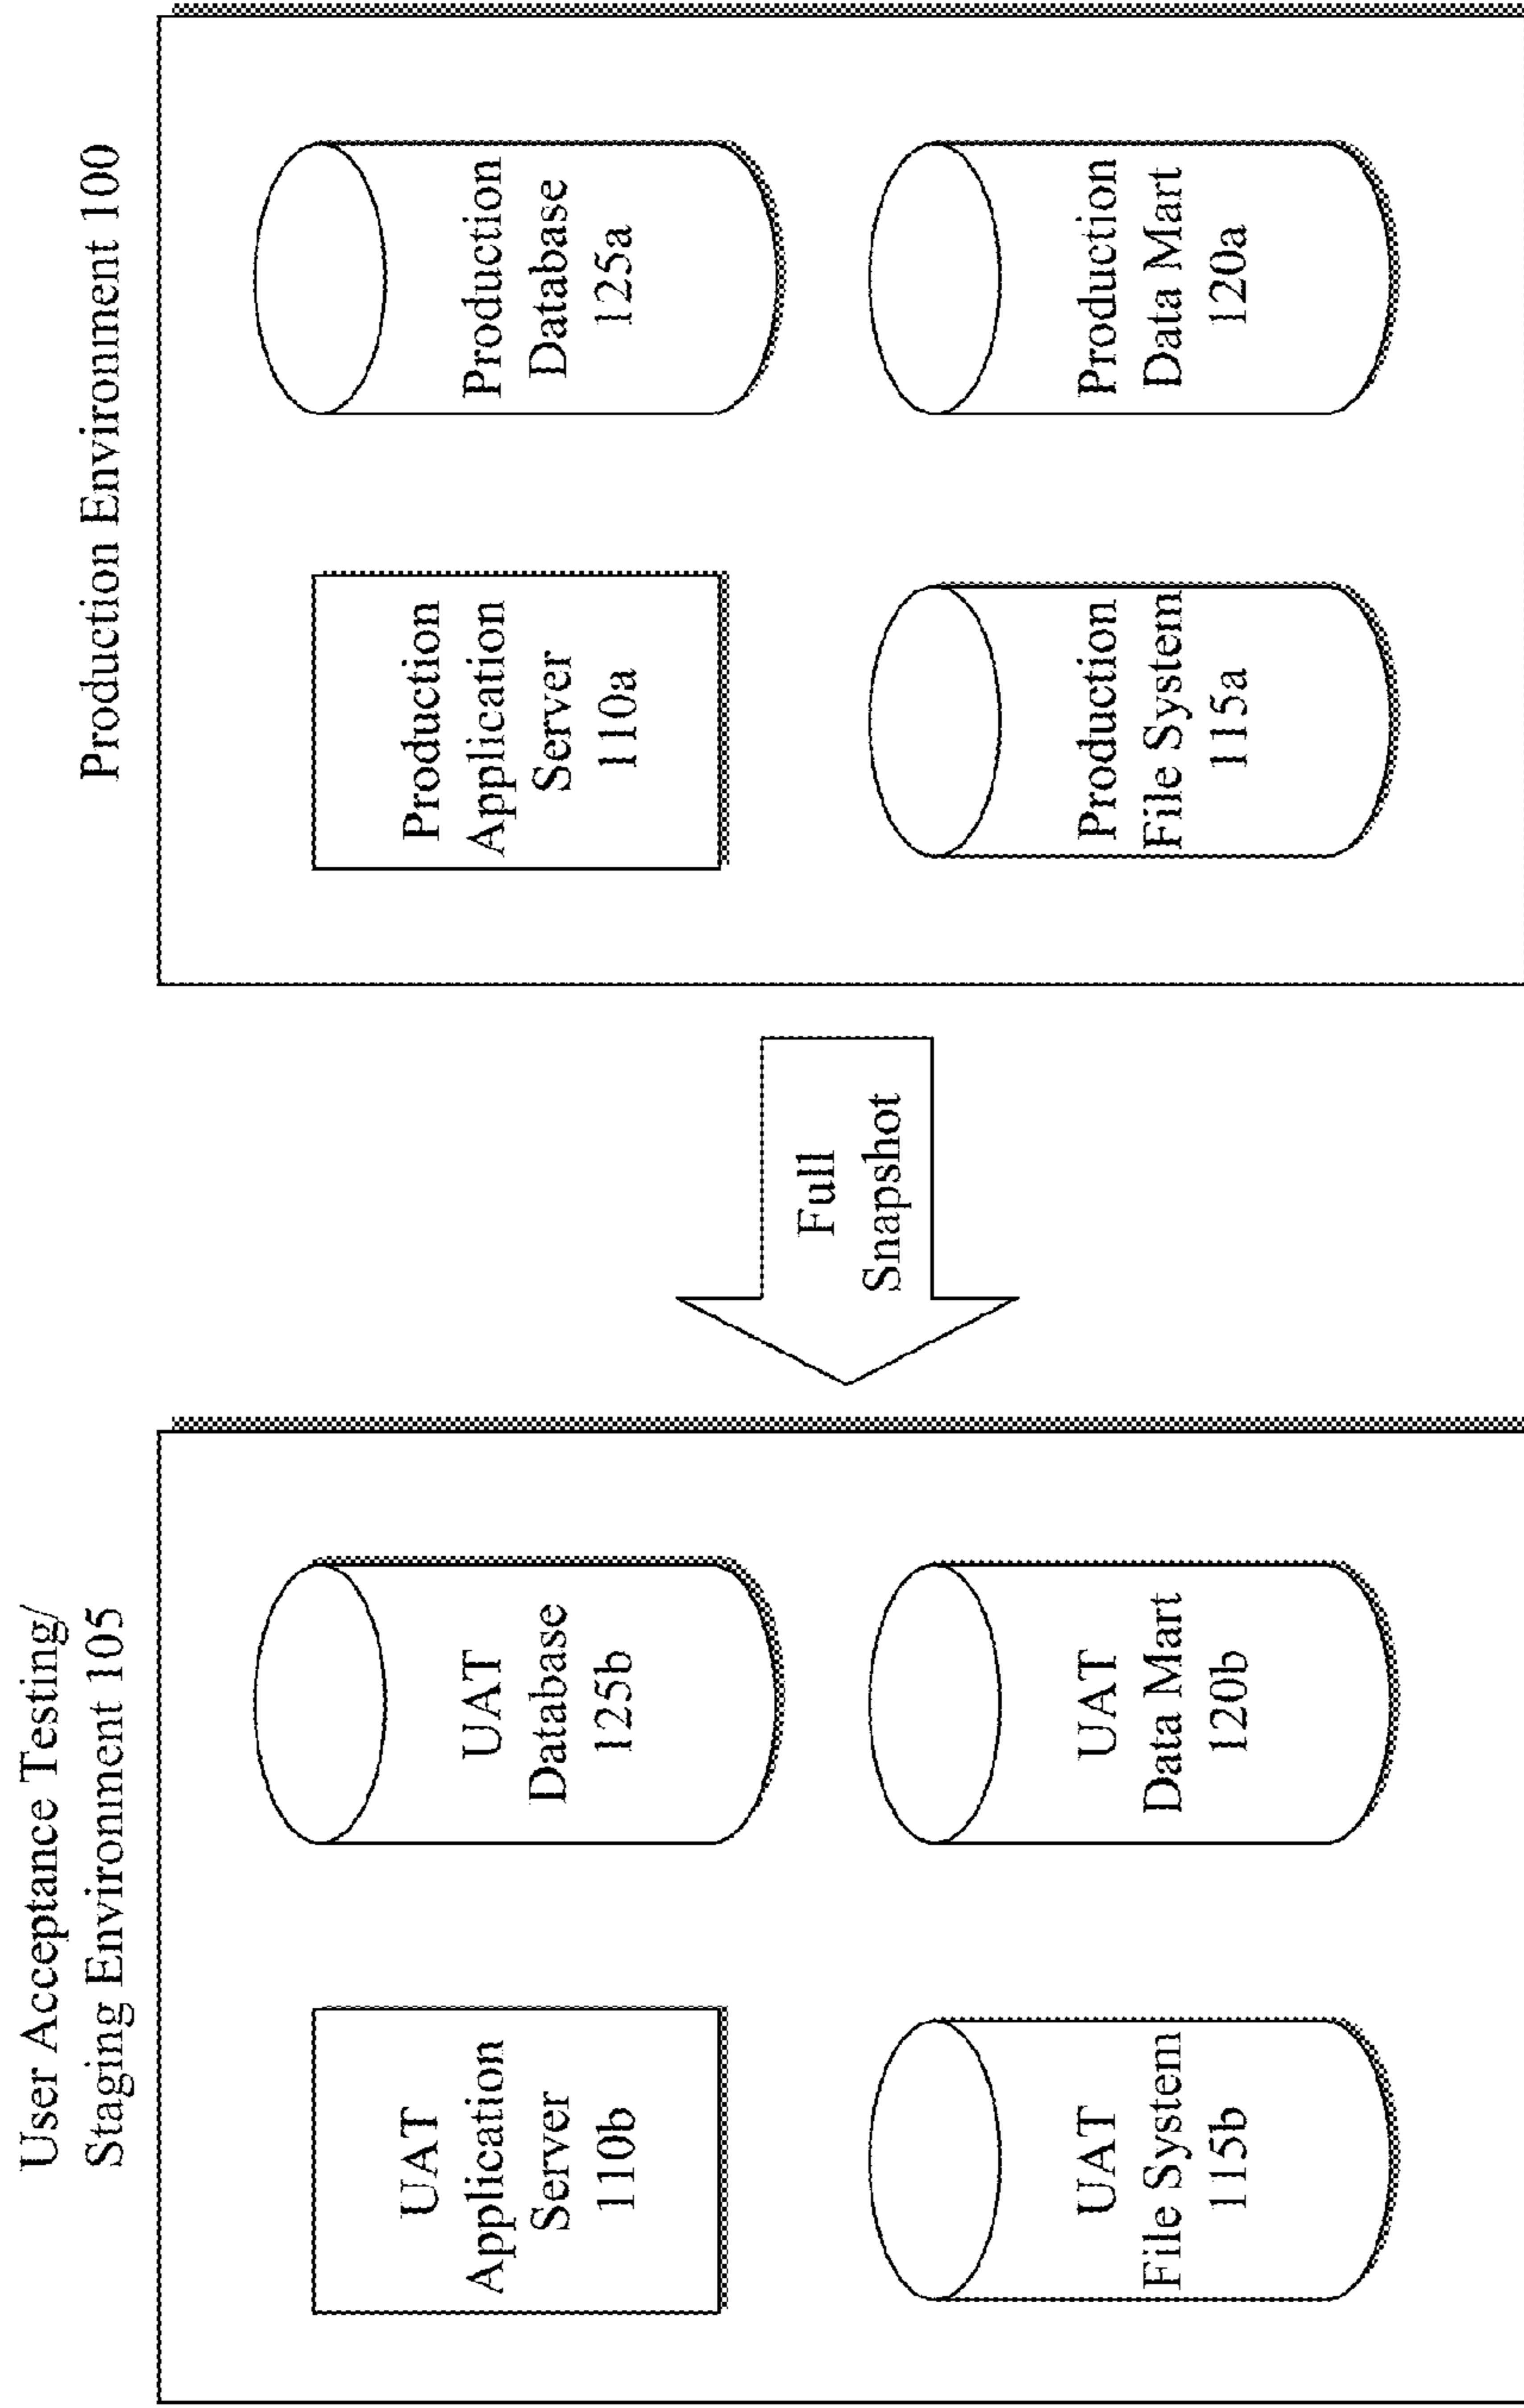 User Acceptance Testing/
Staging Environment 105
UAT
Application
Server
110b
UAT
Database
125b
UAT
File System
115b
UAT
Data Mart
120b
Full
Snapshot
Production Environment 100
Production
Application
Server
110a
Production
Database
125a
Production
File System
115a
Production
Data Mart
120a